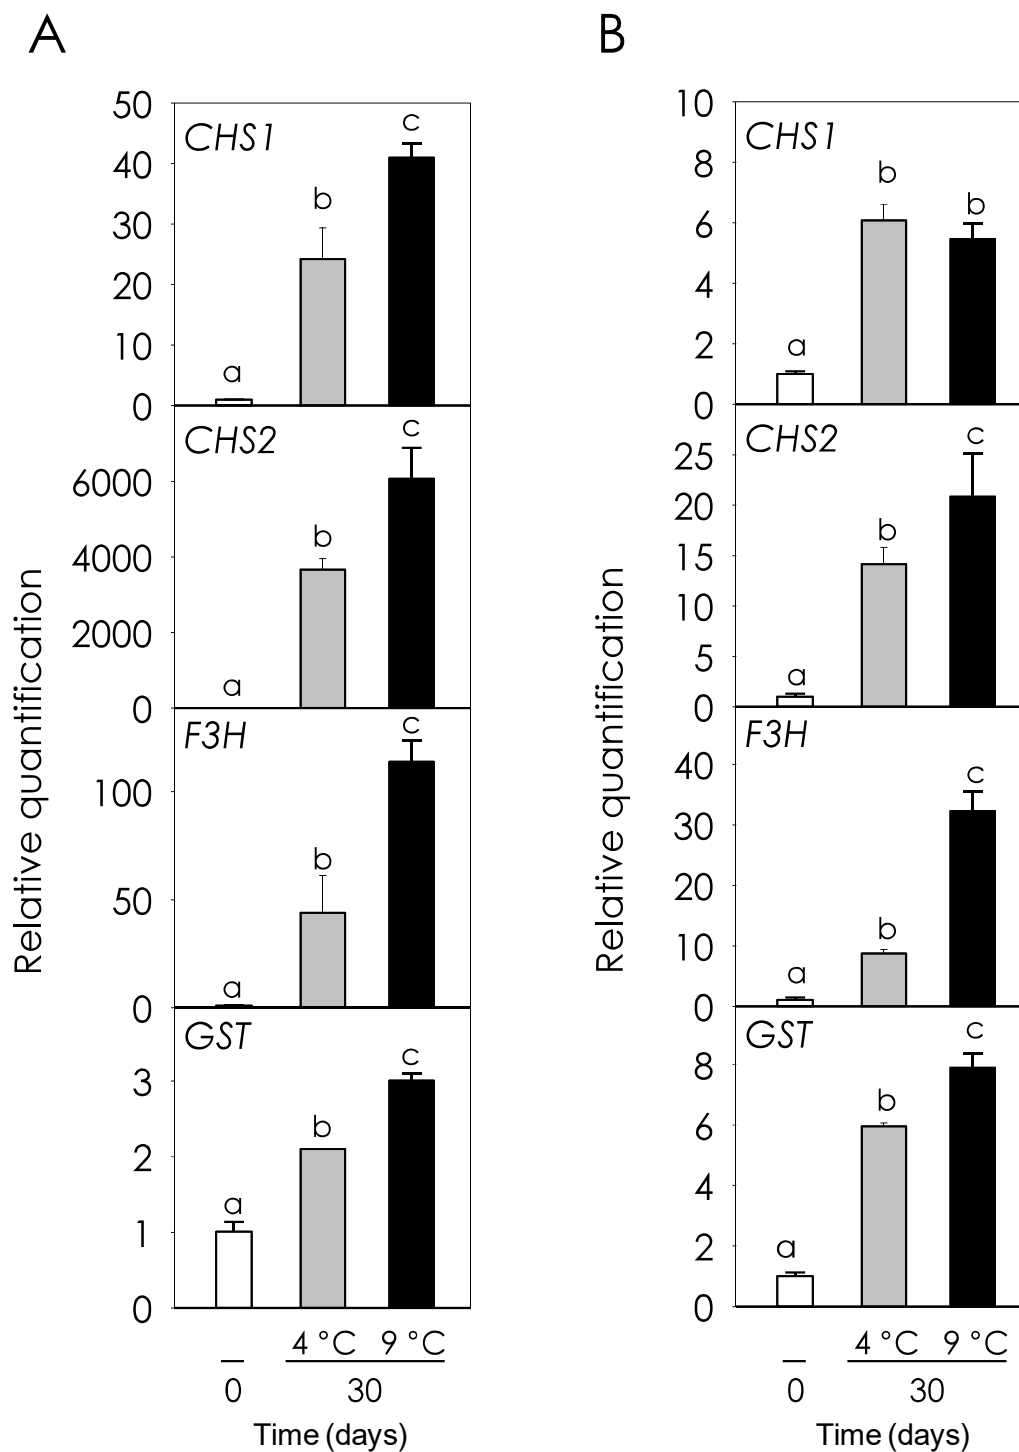 A
B
50
40
30
20
10
0
CHS1
a
b
c
10
8
6
4
2
0
CHS1
a
b
b
6000
4000
2000
0
CHS2
a
b
c
25
20
15
10
5
0
CHS2
a
b
c
100
50
0
F3H
a
b
c
40
30
20
10
0
F3H
a
b
c
3
2
1
0
GST
a
b
c
8
6
4
2
0
GST
a
b
c
Relative quantification
Relative quantification
4 °C 9 °C
0 30
Time (days)
4 °C 9 °C
0 30
Time (days)